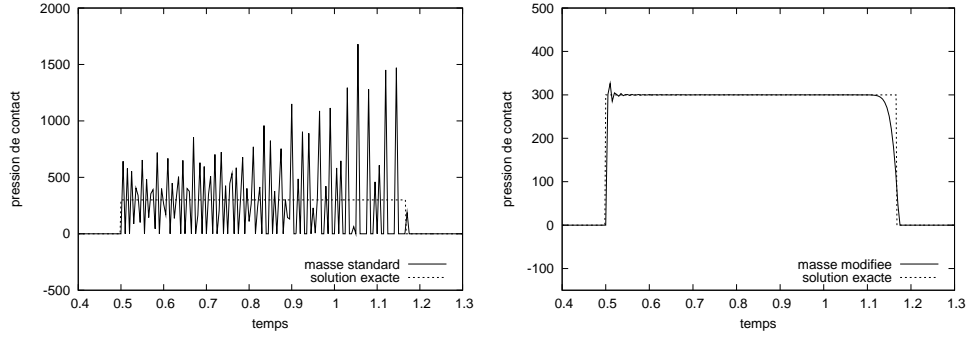 2000
1500
1000
500
0
-500
pression de contact
masse standard
solution exacte
0.4 0.5 0.6 0.7 0.8 0.9 1 1.1 1.2 1.3
temps
500
400
300
200
100
0
-100
pression de contact
masse modifiee
solution exacte
0.4 0.5 0.6 0.7 0.8 0.9 1 1.1 1.2 1.3
temps